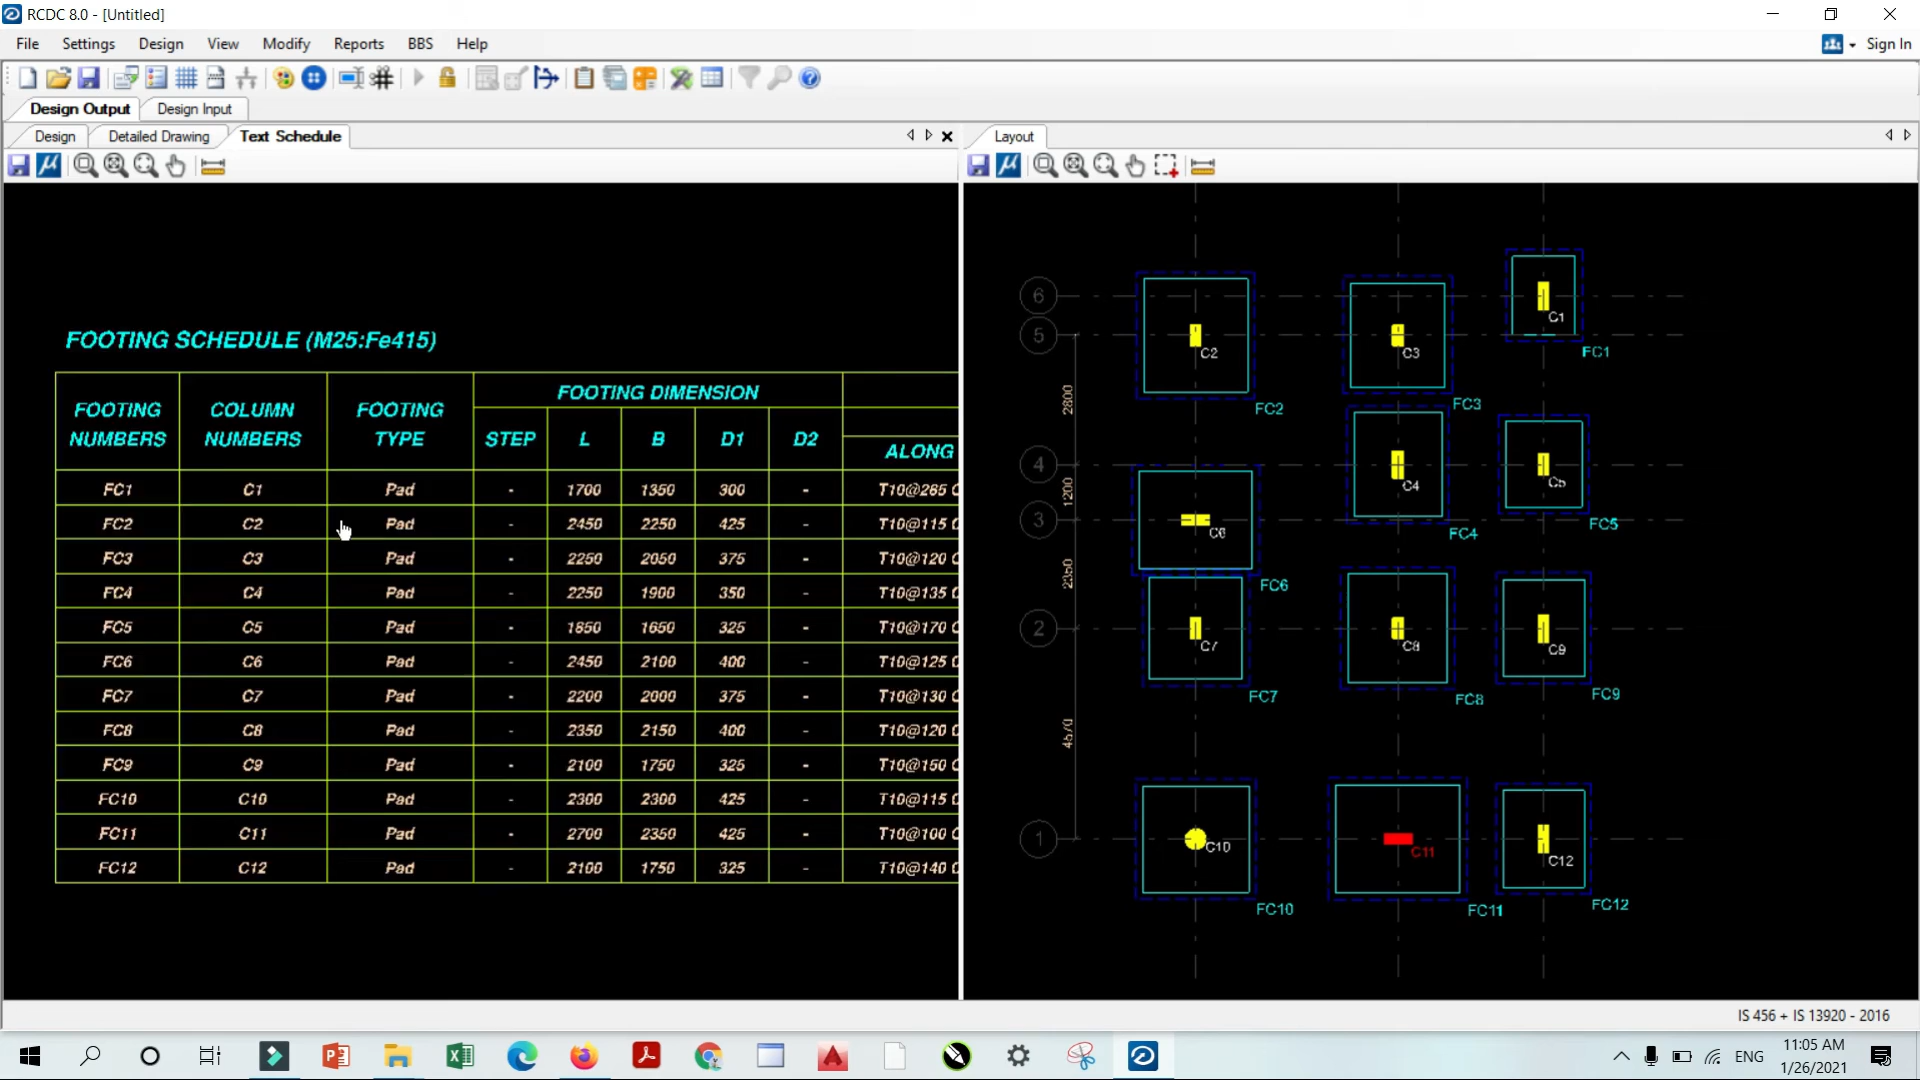 RCDC 8.0 - [Untitled]
File Settings Design View Modify Reports BBS Help Sign In
Design Output Design Input
Design Detailed Drawing Text Schedule
FOOTING SCHEDULE (M25:Fe415)
FOOTING NUMBERS COLUMN NUMBERS FOOTING TYPE FOOTING DIMENSION
STEP L B D1 D2 ALONG
FC1 C1 Pad - 1700 1350 300 - T10@265 C
FC2 C2 Pad - 2450 2250 425 - T10@115 C
FC3 C3 Pad - 2250 2050 375 - T10@120 C
FC4 C4 Pad - 2250 1900 350 - T10@135 C
FC5 C5 Pad - 1850 1650 325 - T10@170 C
FC6 C6 Pad - 2450 2100 400 - T10@125 C
FC7 C7 Pad - 2200 2000 375 - T10@130 C
FC8 C8 Pad - 2350 2150 400 - T10@120 C
FC9 C9 Pad - 2100 1750 325 - T10@150 C
FC10 C10 Pad - 2300 2300 425 - T10@115 C
FC11 C11 Pad - 2700 2350 425 - T10@100 C
FC12 C12 Pad - 2100 1750 325 - T10@140 C
Layout
6
C1
5
C2 C3
FC1
FC2 FC3
2800
4
C4 C5
1200
3
C6
FC4 FC5
2350
FC6
2
C7 C8 C9
FC7 FC8 FC9
4570
1
C10 C11 C12
FC10 FC11 FC12
IS 456 + IS 13920 - 2016
ENG
11:05 AM
1/26/2021